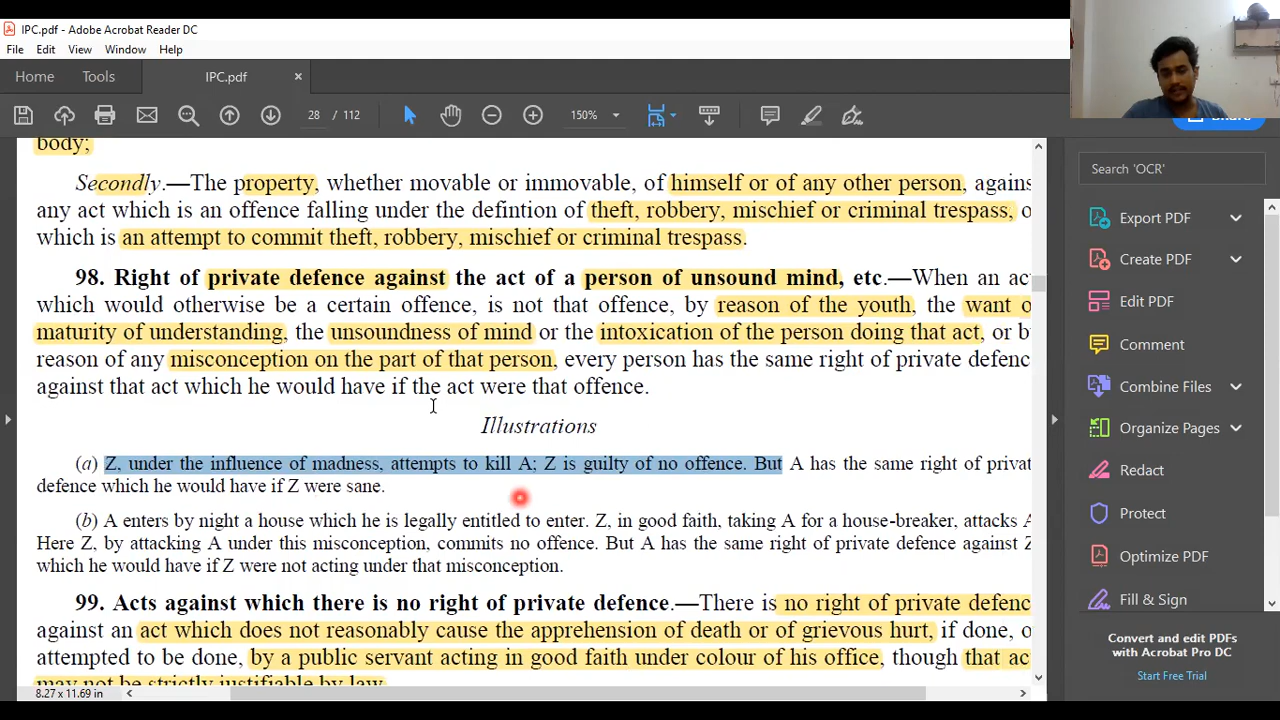 IPC.pdf - Adobe Acrobat Reader DC
File Edit View Window Help
Home Tools IPC.pdf ×
28 / 112 150%
Share
body;
Secondly.—The property, whether movable or immovable, of himself or of any other person, agains
any act which is an offence falling under the defintion of theft, robbery, mischief or criminal trespass, o
which is an attempt to commit theft, robbery, mischief or criminal trespass.
98. Right of private defence against the act of a person of unsound mind, etc.—When an ac
which would otherwise be a certain offence, is not that offence, by reason of the youth, the want o
maturity of understanding, the unsoundness of mind or the intoxication of the person doing that act, or b
reason of any misconception on the part of that person, every person has the same right of private defenc
against that act which he would have if the act were that offence.
Illustrations
(a) Z, under the influence of madness, attempts to kill A; Z is guilty of no offence. But A has the same right of privat
defence which he would have if Z were sane.
(b) A enters by night a house which he is legally entitled to enter. Z, in good faith, taking A for a house-breaker, attacks A
Here Z, by attacking A under this misconception, commits no offence. But A has the same right of private defence against Z
which he would have if Z were not acting under that misconception.
99. Acts against which there is no right of private defence.—There is no right of private defenc
against an act which does not reasonably cause the apprehension of death or of grievous hurt, if done, o
attempted to be done, by a public servant acting in good faith under colour of his office, though that ac
may not be strictly justifiable by law.
8.27 x 11.69 in
Search 'OCR'
Export PDF
Create PDF
Edit PDF
Comment
Combine Files
Organize Pages
Redact
Protect
Optimize PDF
Fill & Sign
Convert and edit PDFs
with Acrobat Pro DC
Start Free Trial